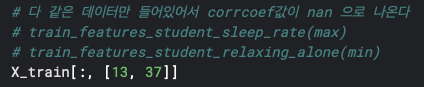 # 다 같은 데이터만 들어있어서 corrcoef값이 nan 으로 나온다
# train_features_student_sleep_rate(max)
# train_features_student_relaxing_alone(min)
X_train[:, [13, 37]]